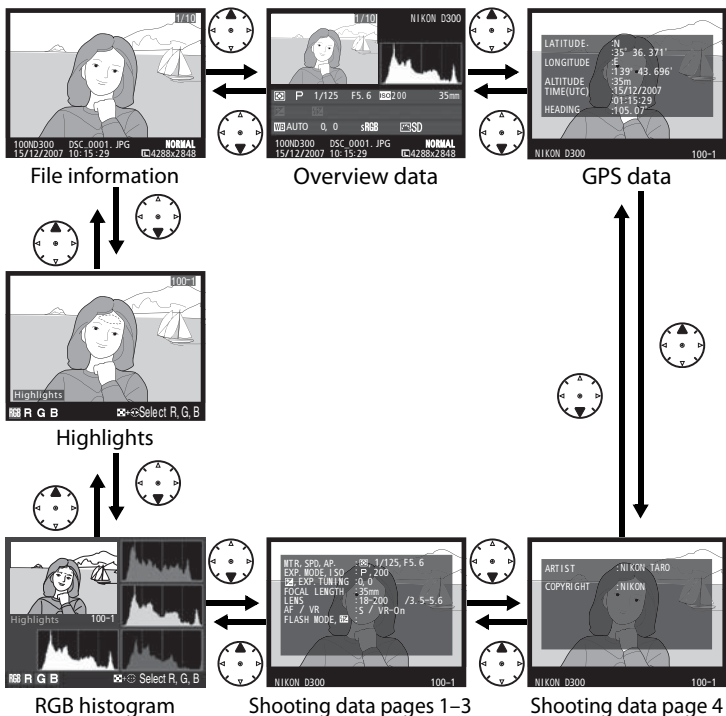 1/10
100ND300 DSC_0001. JPG NORMAL
15/12/2007 10: 15: 29 4288x2848
File information
1/10 NIKON D300
P 1/125 F5. 6 ISO 200 35mm
WB AUTO 0, 0 sRGB SD
100ND300 DSC_0001. JPG NORMAL
15/12/2007 10: 15: 29 4288x2848
Overview data
LATITUDE. :N
:35° 36. 371'
LONGITUDE :E
:139° 43. 696'
ALTITUDE :35m
TIME(UTC) :15/12/2007
:01:15:29
HEADING :105. 07°
NIKON D300 100-1
GPS data
100-1
Highlights
RGB R G B Select R, G, B
Highlights
Highlights 100-1
RGB R G B Select R, G, B
RGB histogram
MTR, SPD, AP. : , 1/125, F5. 6
EXP. MODE, ISO : P, 200
, EXP. TUNING : 0, 0
FOCAL LENGTH : 35mm
LENS : 18-200 /3. 5-5.6
AF / VR : S / VR-On
FLASH MODE, :
NIKON D300 100-1
Shooting data pages 1–3
ARTIST : NIKON TARO
COPYRIGHT : NIKON
NIKON D300 100-1
Shooting data page 4